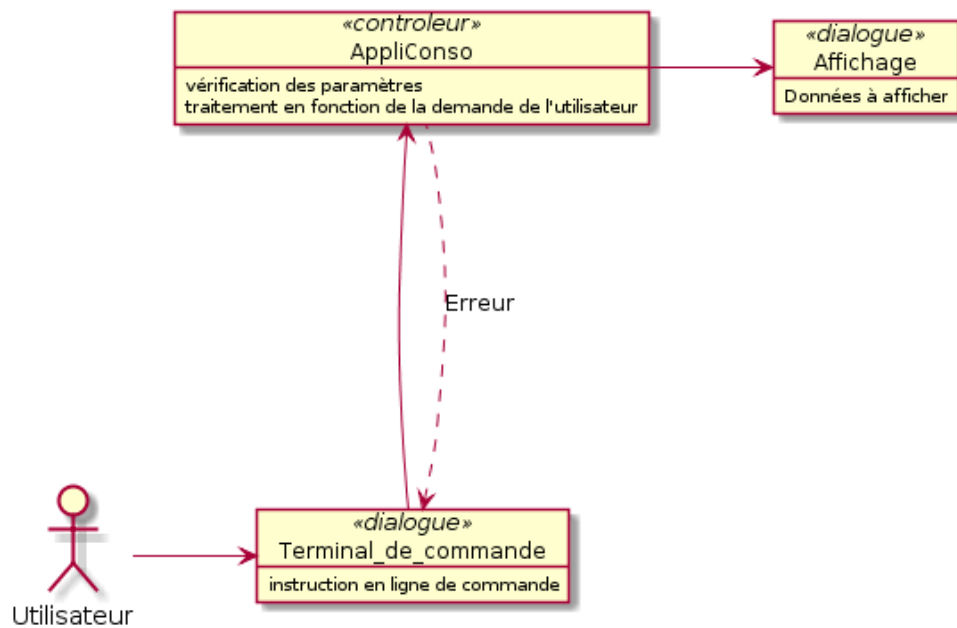 «controleur»
AppliConso
vérification des paramètres
traitement en fonction de la demande de l'utilisateur
«dialogue»
Affichage
Données à afficher
Erreur
«dialogue»
Terminal_de_commande
instruction en ligne de commande
Utilisateur